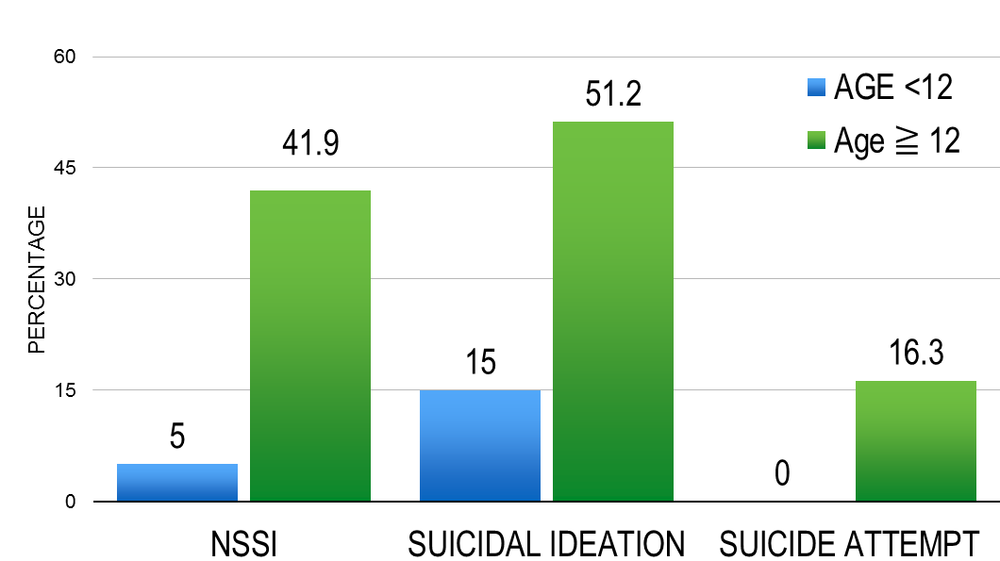 60
45
30
15
0
PERCENTAGE
AGE <12
Age ≧ 12
5
41.9
15
51.2
0
16.3
NSSI
SUICIDAL IDEATION
SUICIDE ATTEMPT